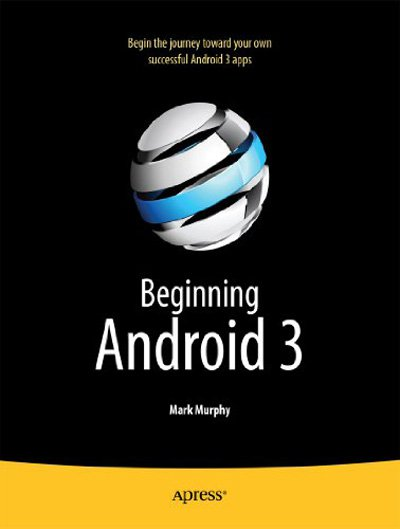 Begin the journey toward your own
successful Android 3 apps
Beginning
Android 3
Mark Murphy
Apress®